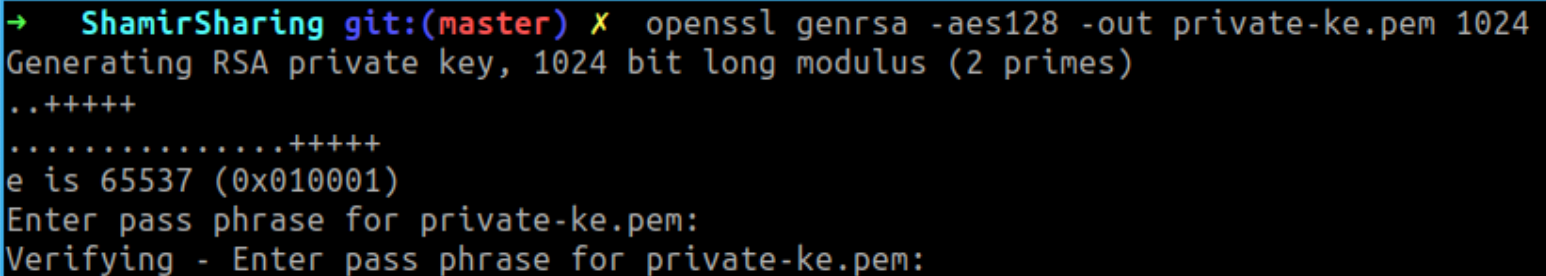 ➜ ShamirSharing git:(master) ✗ openssl genrsa -aes128 -out private-ke.pem 1024
Generating RSA private key, 1024 bit long modulus (2 primes)
..+++++
...............+++++
e is 65537 (0x010001)
Enter pass phrase for private-ke.pem:
Verifying - Enter pass phrase for private-ke.pem: